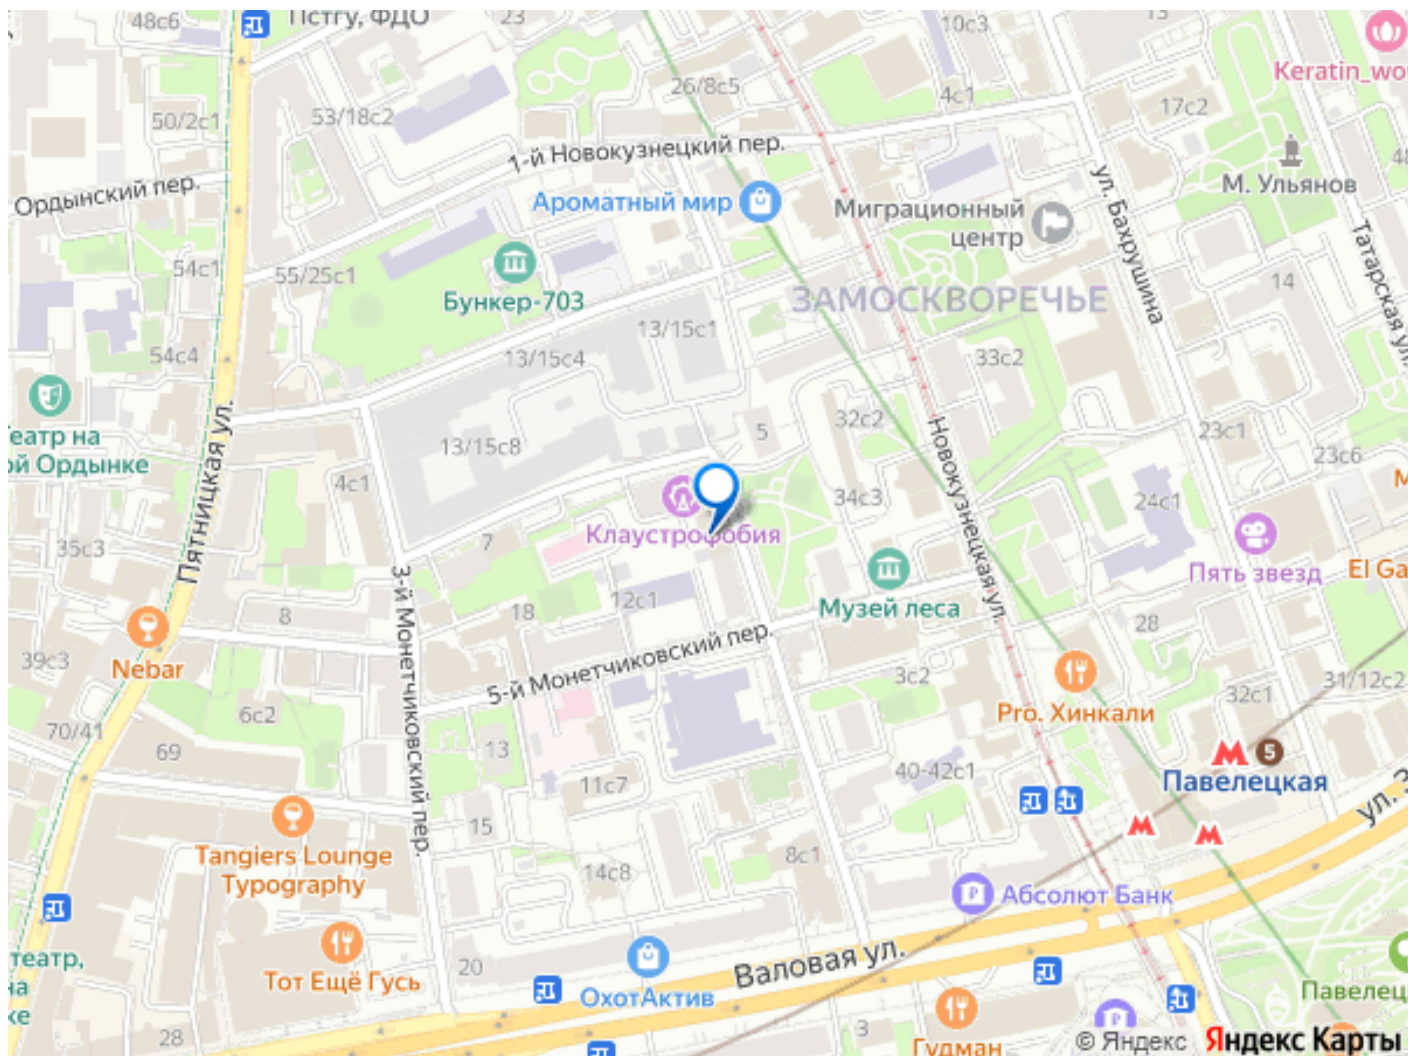 48с6
Пстгу, ФДО
23
10с3
13
Keratin_wo
26/8с5
4с1
17с2
50/2с1
53/18с2
1-й Новокузнецкий пер.
Ордынский пер.
Ароматный мир
Миграционный
центр
М. Ульянов
ул. Бахрушина
Татарская ул.
54с1
55/25с1
Бункер-703
ЗАМОСКВОРЕЧЬЕ
14
13/15с1
13/15с4
54с4
33с2
еатр на
ой Ордынке
Пятницкая ул.
13/15с8
5
32с2
Новокузнецкая ул.
23с1
23с6
4с1
34с3
24с1
Клаустрофобия
35с3
7
Пять звезд
El Ga
3-й Монетчиковский пер.
12с1
18
8
Музей леса
28
Nebar
39с3
5-й Монетчиковский пер.
3с2
Pro. Хинкали
32с1
31/12с2
6с2
70/41
69
13
5
Павелецкая
11с7
40-42с1
ул. З
15
Tangiers Lounge
Typography
8с1
14с8
Абсолют Банк
театр,
на
ке
Тот Ещё Гусь
20
ОхотАктив
Валовая ул.
Павелец
28
3
Гудман
© Яндекс Яндекс Карты